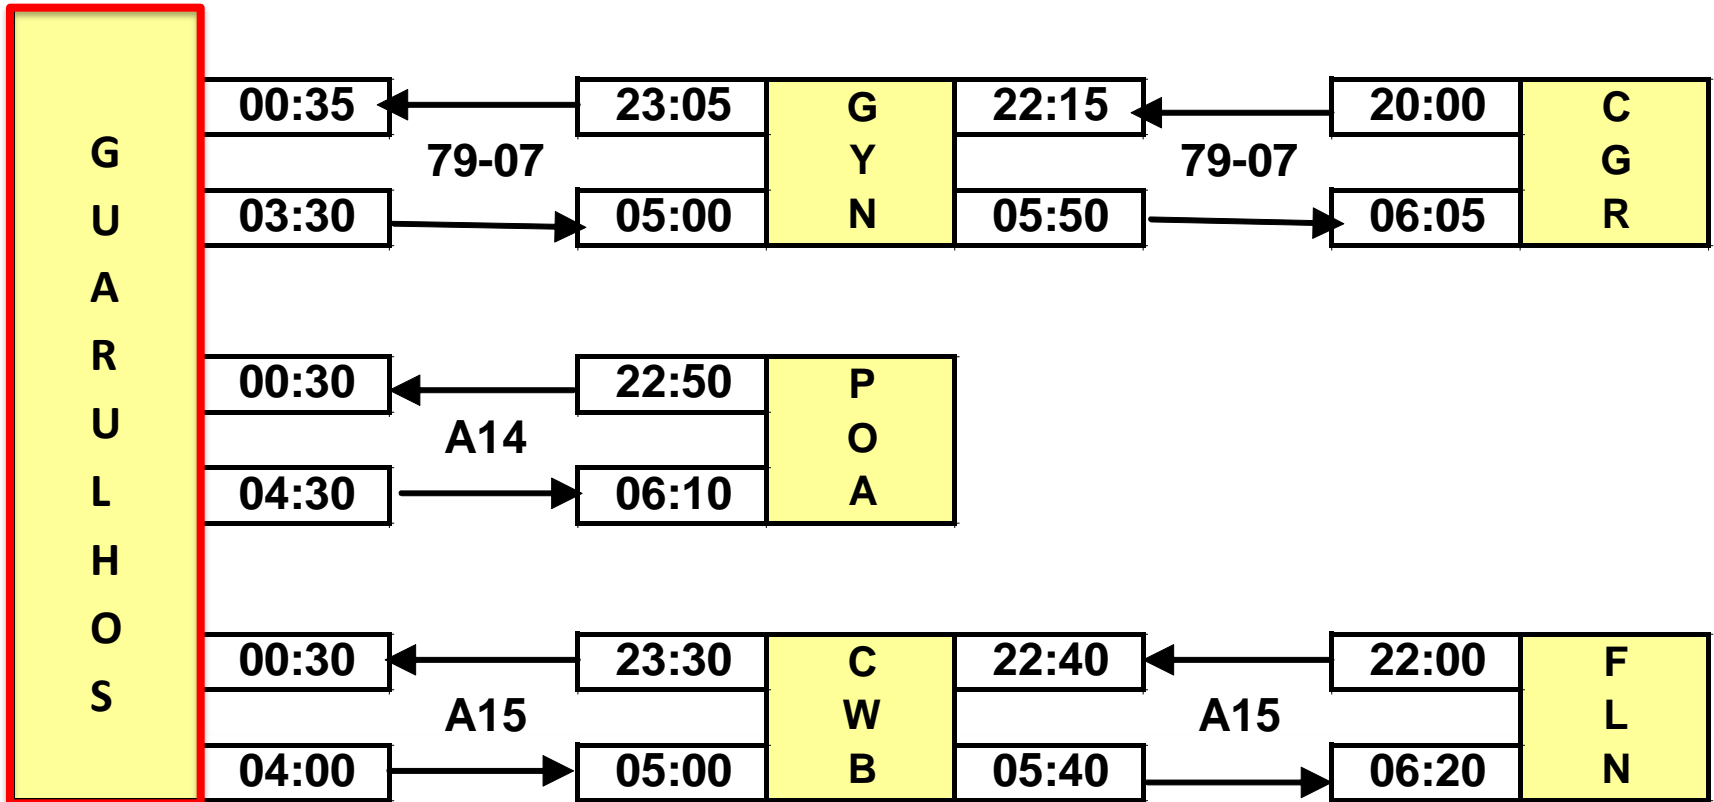 GUARULHOS
00:35 23:05 GYN 22:15 20:00 CGR
79-07 79-07
03:30 05:00 05:50 06:05
00:30 22:50 POA
A14
04:30 06:10
00:30 23:30 CWB 22:40 22:00 FLN
A15 A15
04:00 05:00 05:40 06:20